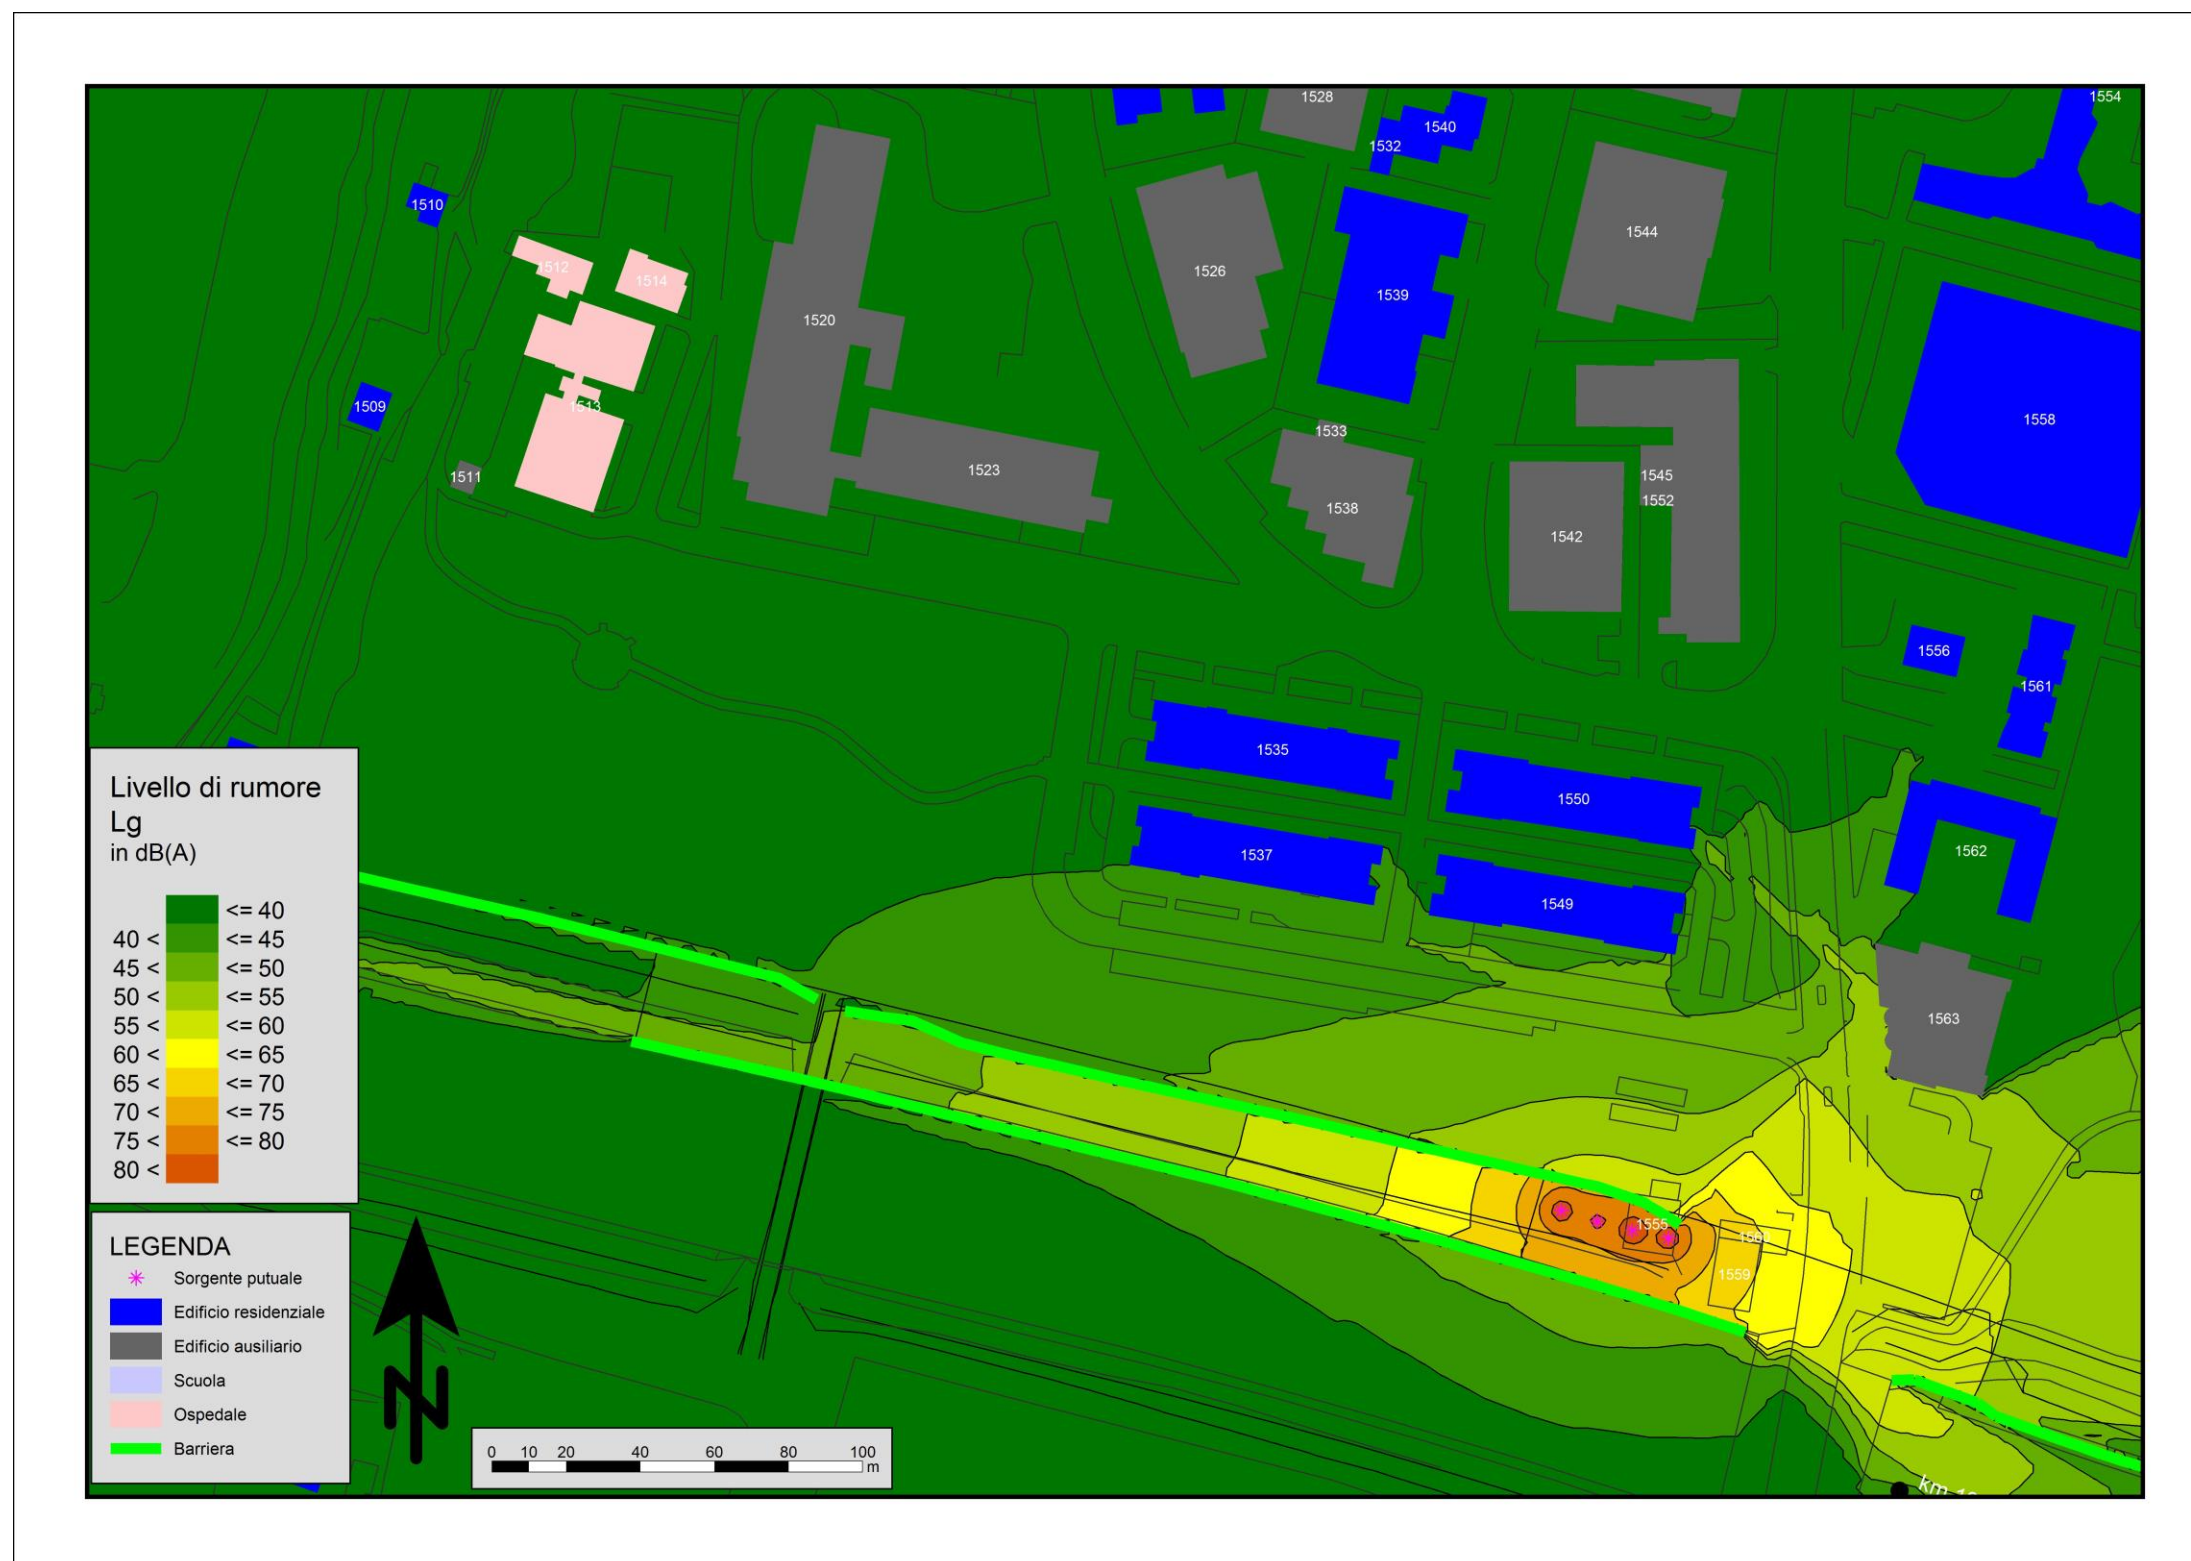 1528
1554
1540
1532
1510
1544
1512
1514
1526
1539
1520
1509
1513
1558
1533
1523
1511
1545
1552
1538
1542
1556
1561
1535
1550
1537
1562
1549
1563
1555
1559
Livello di rumore
Lg
in dB(A)
<= 40
40 < <= 45
45 < <= 50
50 < <= 55
55 < <= 60
60 < <= 65
65 < <= 70
70 < <= 75
75 < <= 80
80 <
LEGENDA
Sorgente putuale
Edificio residenziale
Edificio ausiliario
Scuola
Ospedale
Barriera
N
0 10 20 40 60 80 100
m
km